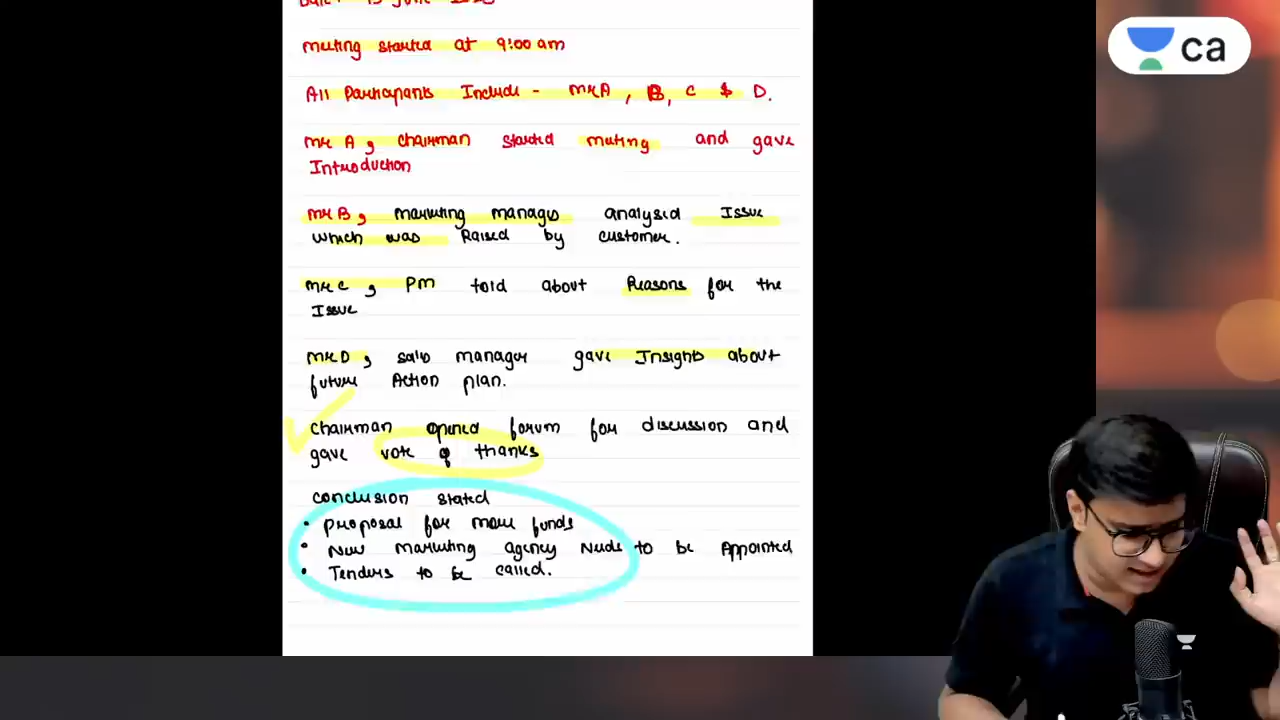 ca
Meeting started at 9:00 am
All Participants Include - Mr A, B, C & D.
Mr A, Chairman started meeting and gave
Introduction
Mr B, Marketing manager analysed Issue
which was Raised by customer.
Mr C, PM told about Reasons for the
Issue
Mr D, sales manager gave Insights about
future Action plan.
Chairman opened forum for discussion and
gave vote of thanks
Conclusion stated
• Proposal for more funds
• New marketing agency Needs to be Appointed
• Tenders to be called.